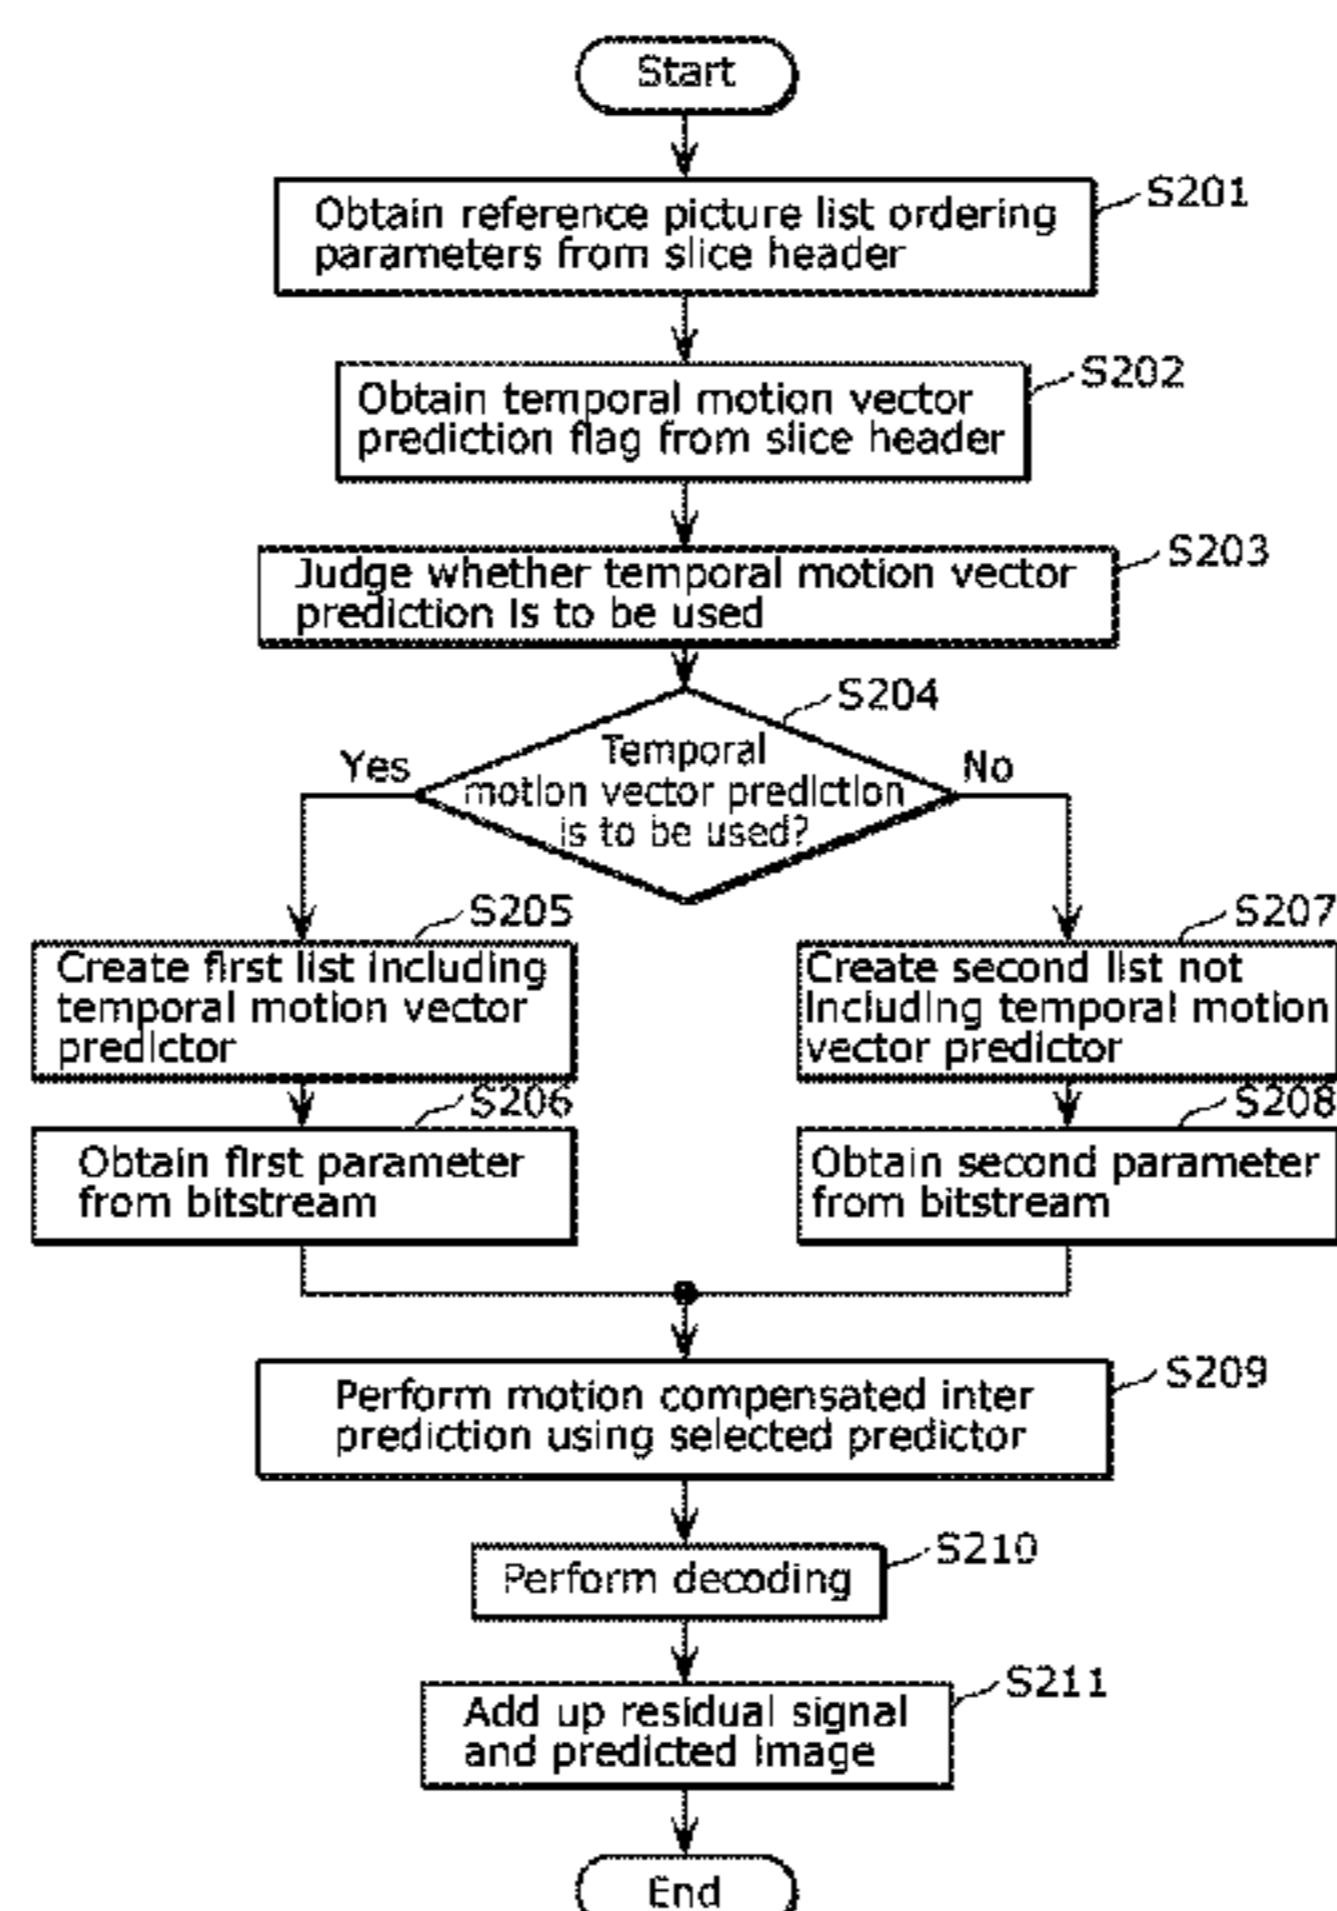 Start
S201
Obtain reference picture list ordering
parameters from slice header
S202
Obtain temporal motion vector
prediction flag from slice header
S203
Judge whether temporal motion vector
prediction is to be used
S204
Temporal
motion vector prediction
is to be used?
Yes
No
S205
Create first list including
temporal motion vector
predictor
S207
Create second list not
including temporal motion
vector predictor
S206
Obtain first parameter
from bitstream
S208
Obtain second parameter
from bitstream
S209
Perform motion compensated inter
prediction using selected predictor
S210
Perform decoding
S211
Add up residual signal
and predicted image
End